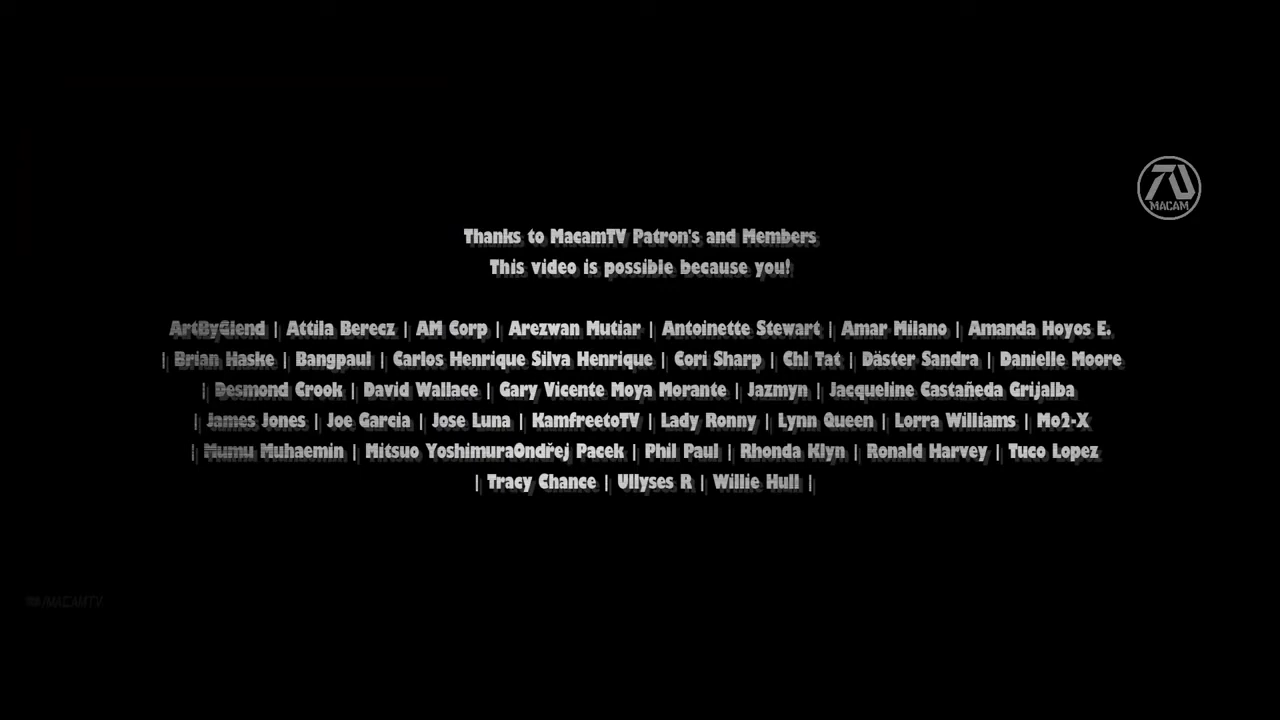 TV
MACAM
Thanks to MacamTV Patron's and Members
This video is possible because you!
ArtByGlend | Attila Berecz | AM Corp | Arezwan Mutiar | Antoinette Stewart | Amar Milano | Amanda Hoyos E.
| Brian Haske | Bangpaul | Carlos Henrique Silva Henrique | Cori Sharp | Chl Tat | Däster Sandra | Danielle Moore
| Desmond Crook | David Wallace | Gary Vicente Moya Morante | Jazmyn | Jacqueline Castañeda Grijalba
| James Jones | Joe Garcia | Jose Luna | KamfreetoTV | Lady Ronny | Lynn Queen | Lorra Williams | Mo2-X
| Mumu Muhaemin | Mitsuo YoshimuraOndřej Pacek | Phil Paul | Rhonda Klyn | Ronald Harvey | Tuco Lopez
| Tracy Chance | Ullyses R | Willie Hull |
/MACAMTV